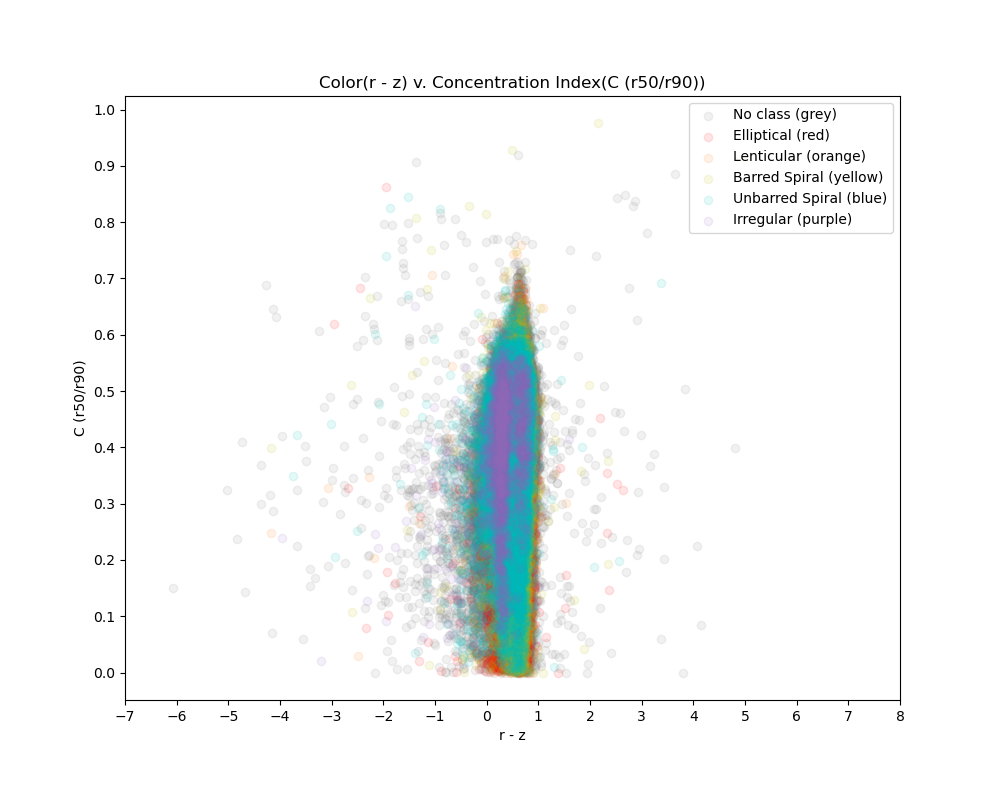 Color(r - z) v. Concentration Index(C (r50/r90))
No class (grey)
Elliptical (red)
Lenticular (orange)
Barred Spiral (yellow)
Unbarred Spiral (blue)
Irregular (purple)
C (r50/r90)
1.0
0.9
0.8
0.7
0.6
0.5
0.4
0.3
0.2
0.1
0.0
−7 −6 −5 −4 −3 −2 −1 0 1 2 3 4 5 6 7 8
r - z